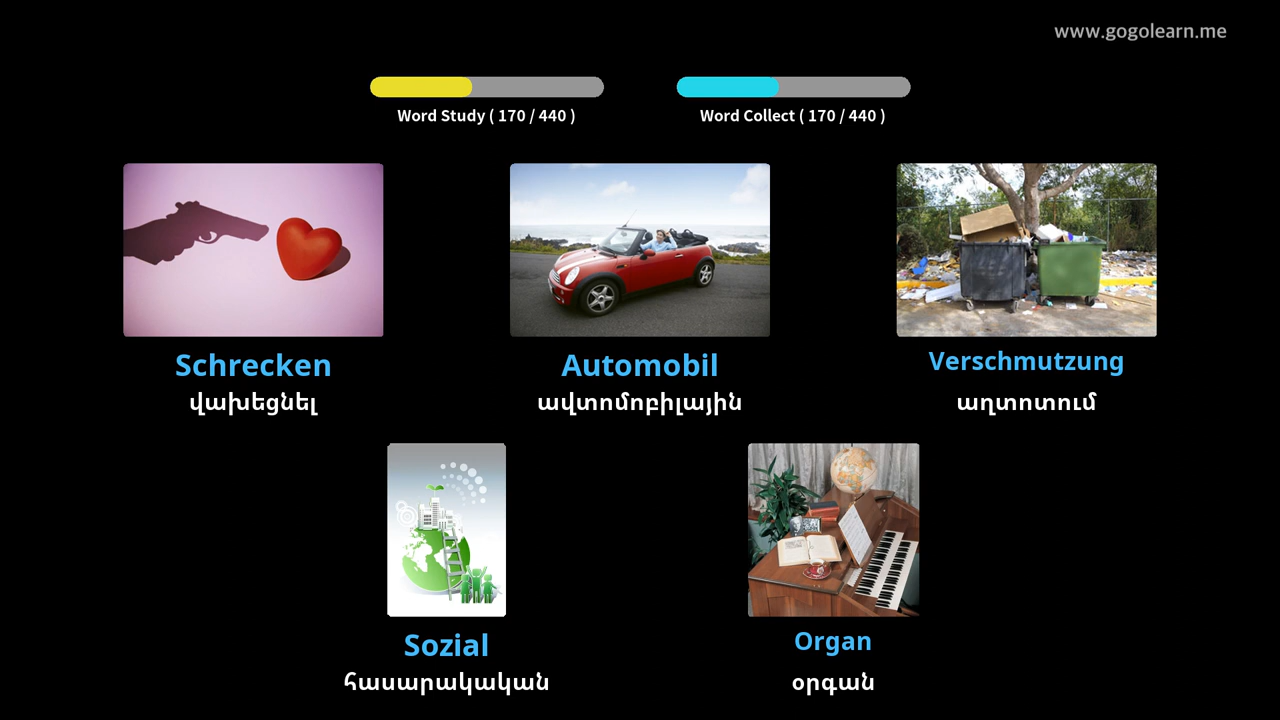 www.gogolearn.me
Word Study ( 170 / 440 )
Word Collect ( 170 / 440 )
Schrecken
վախեցնել
Automobil
ավտոմոբիլային
Verschmutzung
աղտոտում
Sozial
հասարակական
Organ
օրգան